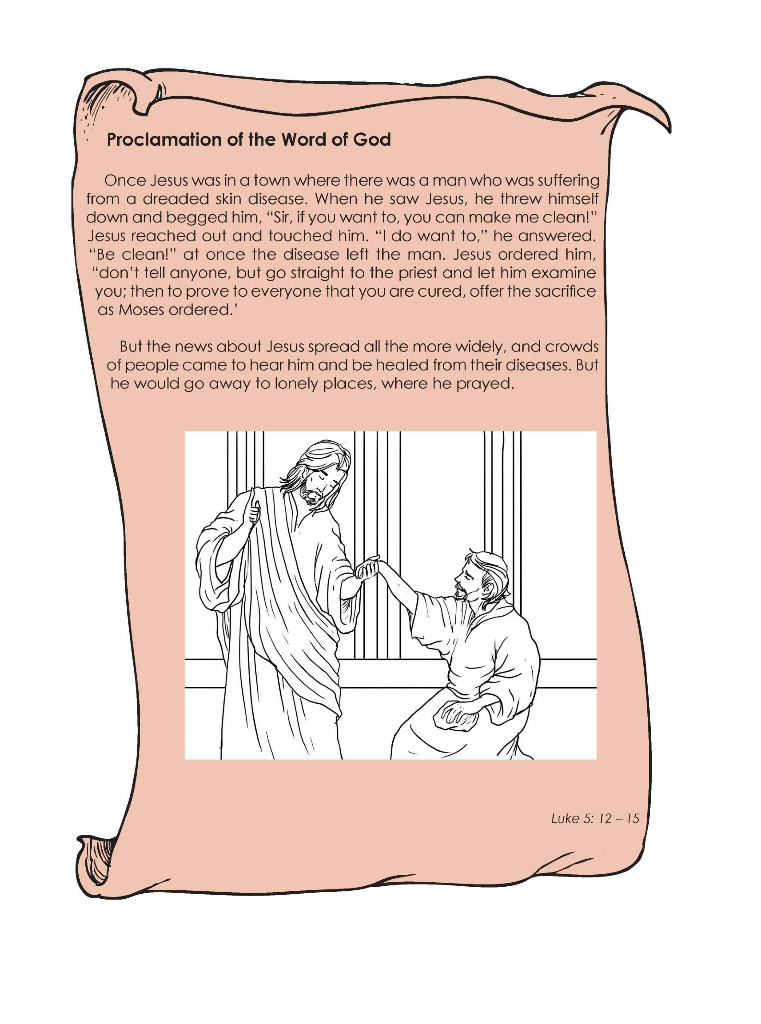 Proclamation of the Word of God
Once Jesus was in a town where there was a man who was suffering
from a dreaded skin disease. When he saw Jesus, he threw himself
down and begged him, “Sir, if you want to, you can make me clean!”
Jesus reached out and touched him. “I do want to,” he answered.
“Be clean!” at once the disease left the man. Jesus ordered him,
“don’t tell anyone, but go straight to the priest and let him examine
you; then to prove to everyone that you are cured, offer the sacrifice
as Moses ordered.’
But the news about Jesus spread all the more widely, and crowds
of people came to hear him and be healed from their diseases. But
he would go away to lonely places, where he prayed.
Luke 5: 12 – 15